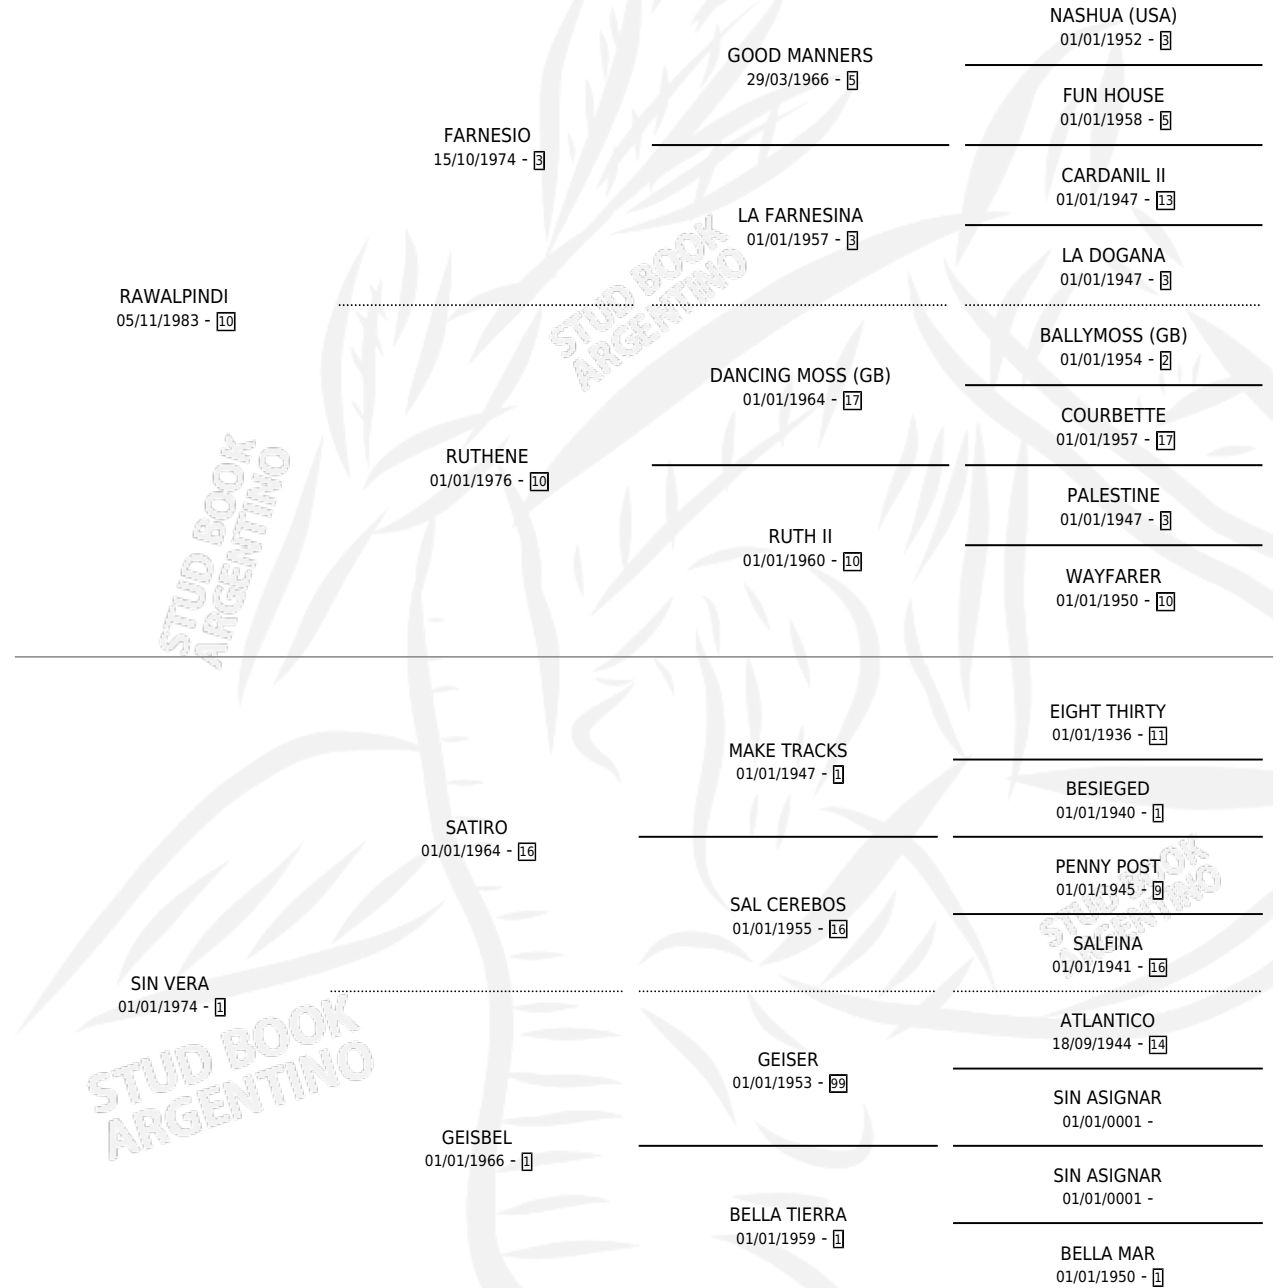 NASHUA (USA)
01/01/1952 - 3
GOOD MANNERS
29/03/1966 - 5
FUN HOUSE
01/01/1958 - 5
FARNESIO
15/10/1974 - 3
CARDANIL II
01/01/1947 - 13
LA FARNESINA
01/01/1957 - 3
LA DOGANA
01/01/1947 - 3
RAWALPINDI
05/11/1983 - 10
STUD BOOK
ARGENTINO
BALLYMOSS (GB)
01/01/1954 - 2
DANCING MOSS (GB)
01/01/1964 - 17
COURBETTE
01/01/1957 - 17
RUTHENE
01/01/1976 - 10
PALESTINE
01/01/1947 - 3
RUTH II
01/01/1960 - 10
WAYFARER
01/01/1950 - 10
STUD BOOK
ARGENTINO
EIGHT THIRTY
01/01/1936 - 11
MAKE TRACKS
01/01/1947 - 1
BESIEGED
01/01/1940 - 1
SATIRO
01/01/1964 - 16
PENNY POST
01/01/1945 - 9
SAL CEREBOS
01/01/1955 - 16
SALFINA
01/01/1941 - 16
STUD BOOK
ARGENTINO
SIN VERA
01/01/1974 - 1
ATLANTICO
18/09/1944 - 14
GEISER
01/01/1953 - 99
SIN ASIGNAR
01/01/0001 -
STUD BOOK
ARGENTINO
GEISBEL
01/01/1966 - 1
SIN ASIGNAR
01/01/0001 -
BELLA TIERRA
01/01/1959 - 1
BELLA MAR
01/01/1950 - 1